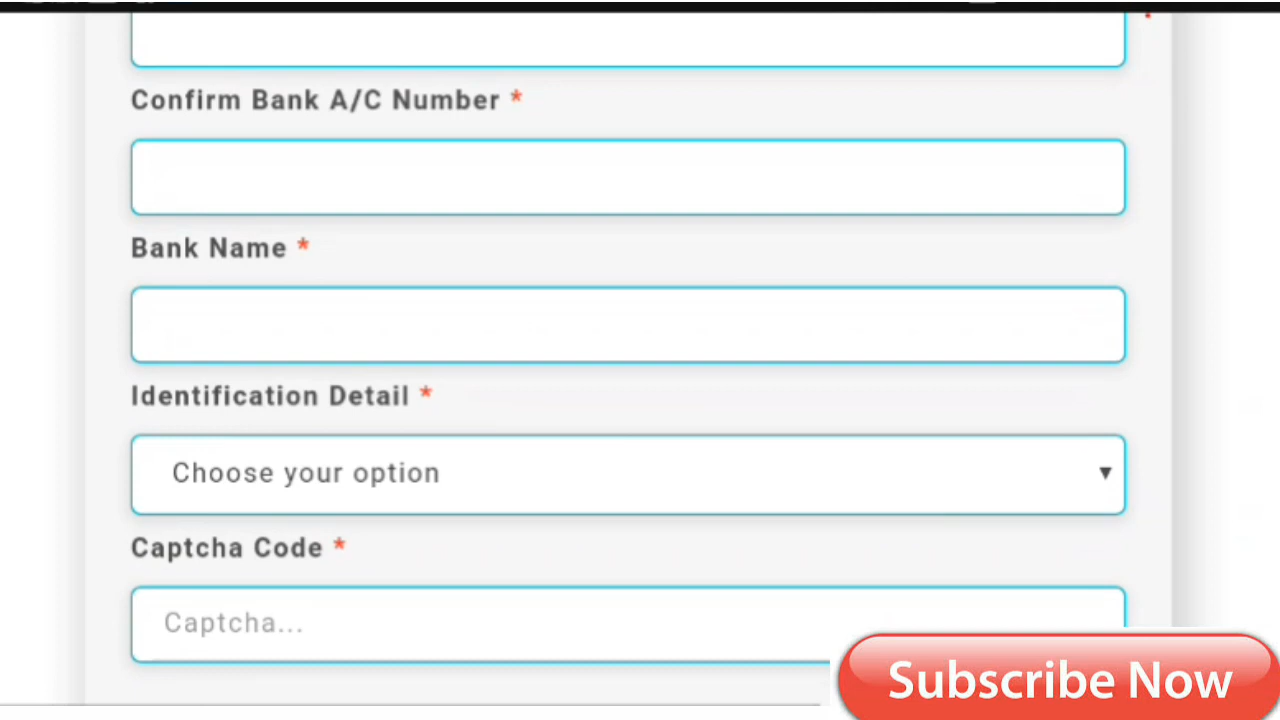 Confirm Bank A/C Number *
Bank Name *
Identification Detail *
Choose your option
Captcha Code *
Captcha...
Subscribe Now